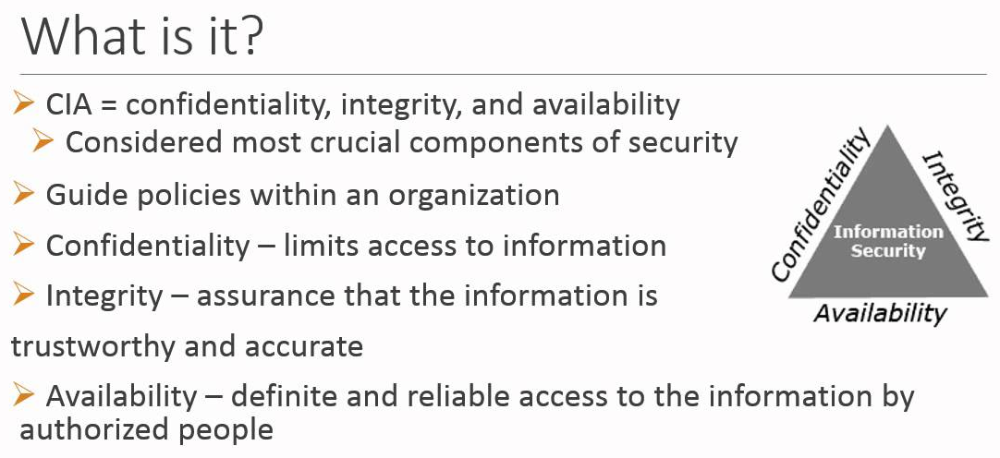 What is it?
CIA = confidentiality, integrity, and availability
Considered most crucial components of security
Guide policies within an organization
Confidentiality – limits access to information
Integrity – assurance that the information is
trustworthy and accurate
Availability – definite and reliable access to the information by
authorized people
Confidentiality
Integrity
Information
Security
Availability